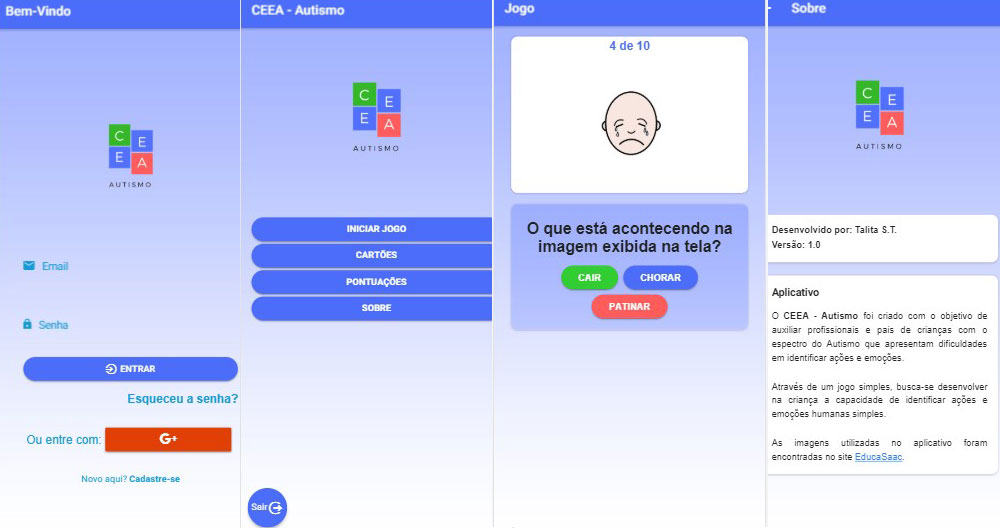 Bem-Vindo
C E
E A
AUTISMO
Email
Senha
ENTRAR
Esqueceu a senha?
Ou entre com: G+
Novo aqui? Cadastre-se
CEEA - Autismo
C E
E A
AUTISMO
INICIAR JOGO
CARTÕES
PONTUAÇÕES
SOBRE
Sair
Jogo
4 de 10
O que está acontecendo na
imagem exibida na tela?
CAIR CHORAR
PATINAR
Sobre
C E
E A
AUTISMO
Desenvolvido por: Talita S.T.
Versão: 1.0
Aplicativo
O CEEA - Autismo foi criado com o objetivo de
auxiliar profissionais e pais de crianças com o
espectro do Autismo que apresentam dificuldades
em identificar ações e emoções.
Através de um jogo simples, busca-se desenvolver
na criança a capacidade de identificar ações e
emoções humanas simples.
As imagens utilizadas no aplicativo foram
encontradas no site EducaSaac.